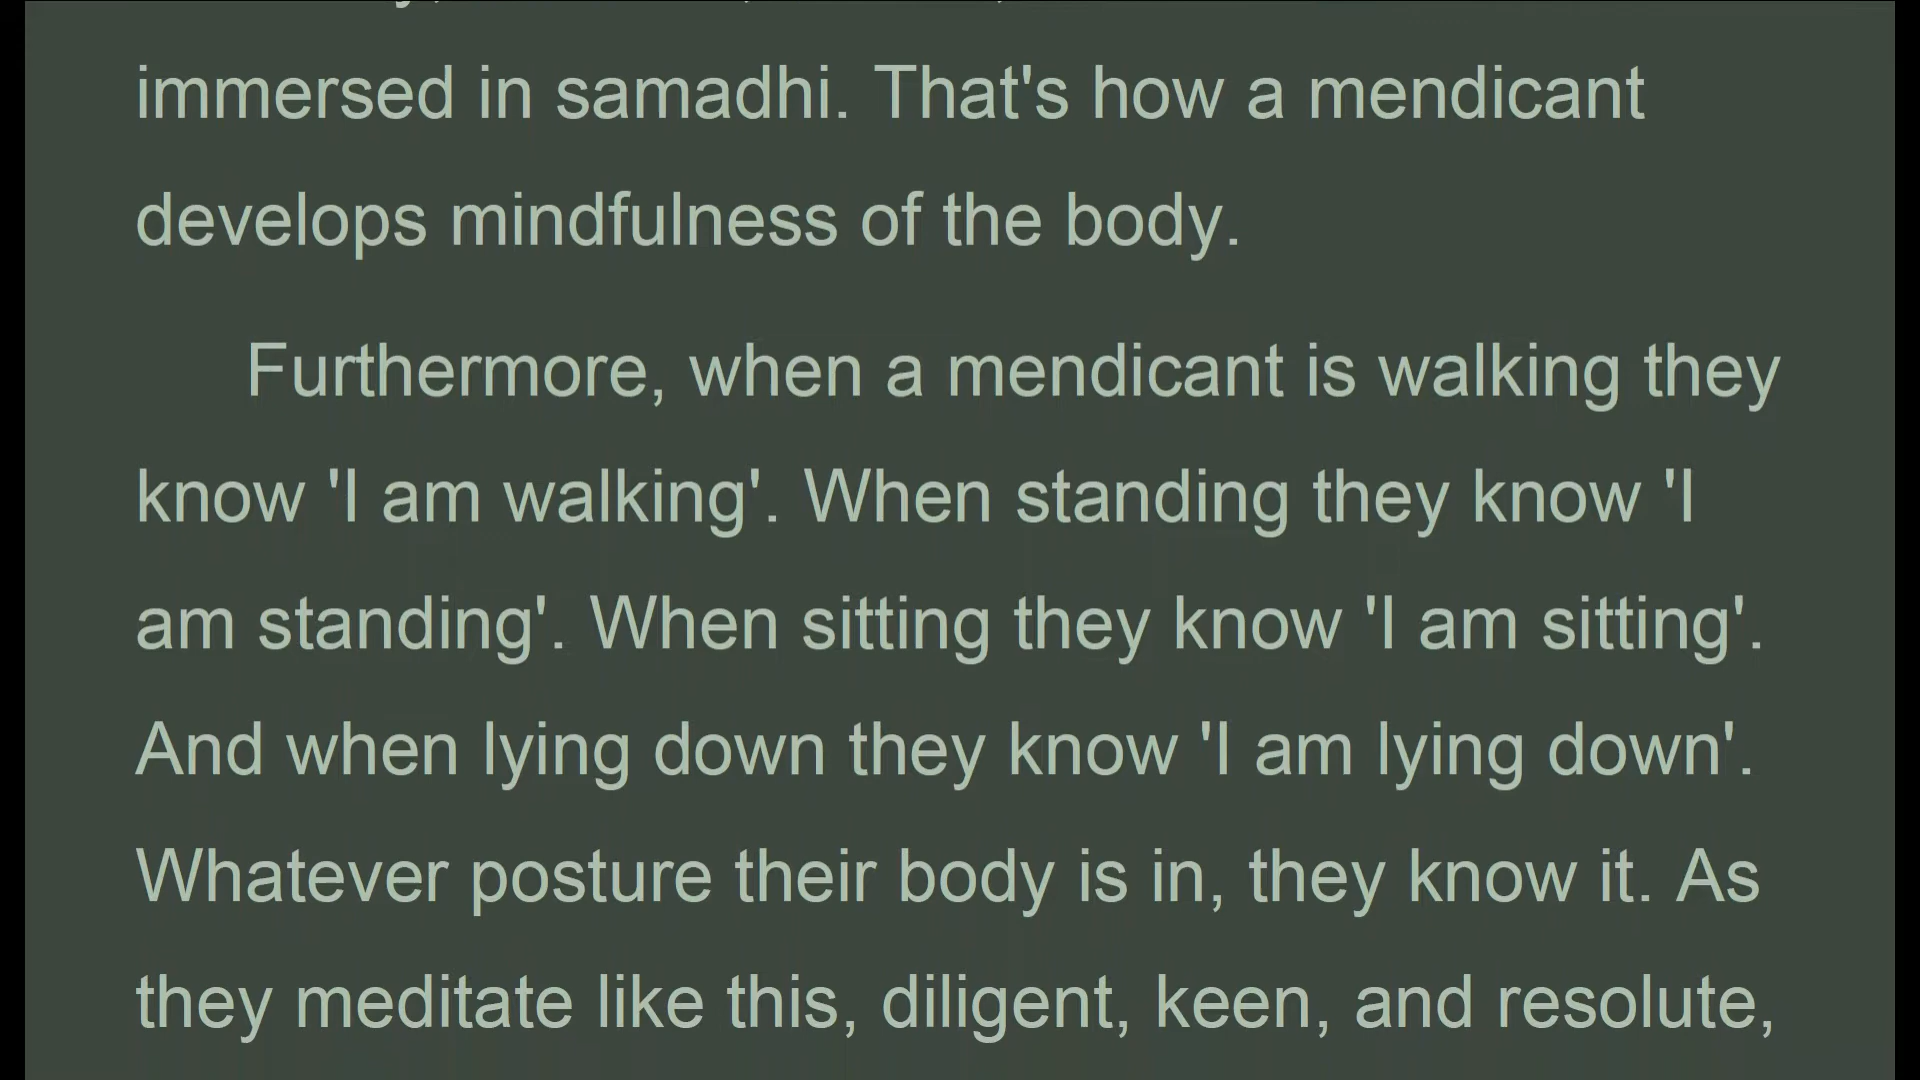 immersed in samadhi. That's how a mendicant
develops mindfulness of the body.
Furthermore, when a mendicant is walking they
know 'I am walking'. When standing they know 'I
am standing'. When sitting they know 'I am sitting'.
And when lying down they know 'I am lying down'.
Whatever posture their body is in, they know it. As
they meditate like this, diligent, keen, and resolute,